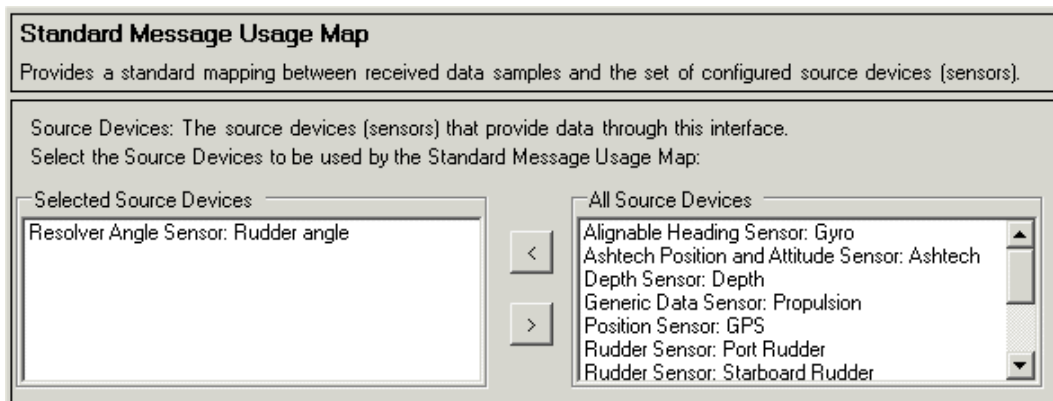 Standard Message Usage Map
Provides a standard mapping between received data samples and the set of configured source devices (sensors).
Source Devices: The source devices (sensors) that provide data through this interface.
Select the Source Devices to be used by the Standard Message Usage Map:
Selected Source Devices
Resolver Angle Sensor: Rudder angle
<
>
All Source Devices
Alignable Heading Sensor: Gyro
Ashtech Position and Attitude Sensor: Ashtech
Depth Sensor: Depth
Generic Data Sensor: Propulsion
Position Sensor: GPS
Rudder Sensor: Port Rudder
Rudder Sensor: Starboard Rudder